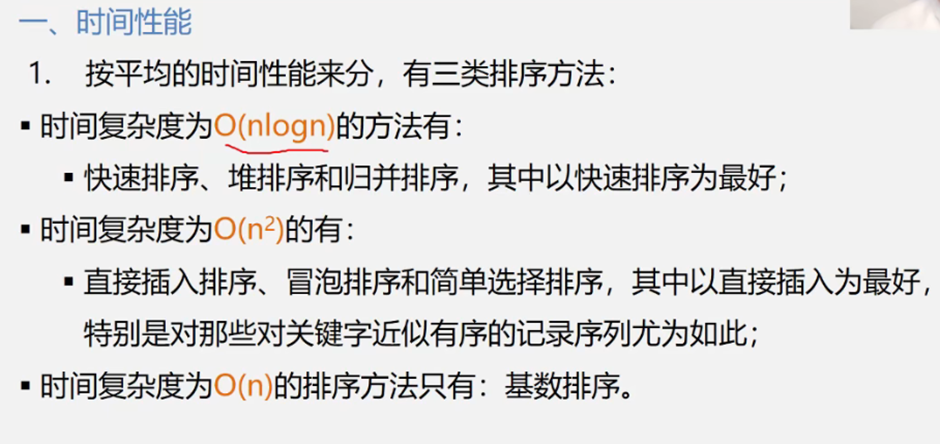 一、时间性能
1. 按平均的时间性能来分，有三类排序方法：
▪ 时间复杂度为O(nlogn)的方法有：
▪ 快速排序、堆排序和归并排序，其中以快速排序为最好；
▪ 时间复杂度为O(n²)的有：
▪ 直接插入排序、冒泡排序和简单选择排序，其中以直接插入为最好，
特别是对那些对关键字近似有序的记录序列尤为如此；
▪ 时间复杂度为O(n)的排序方法只有：基数排序。